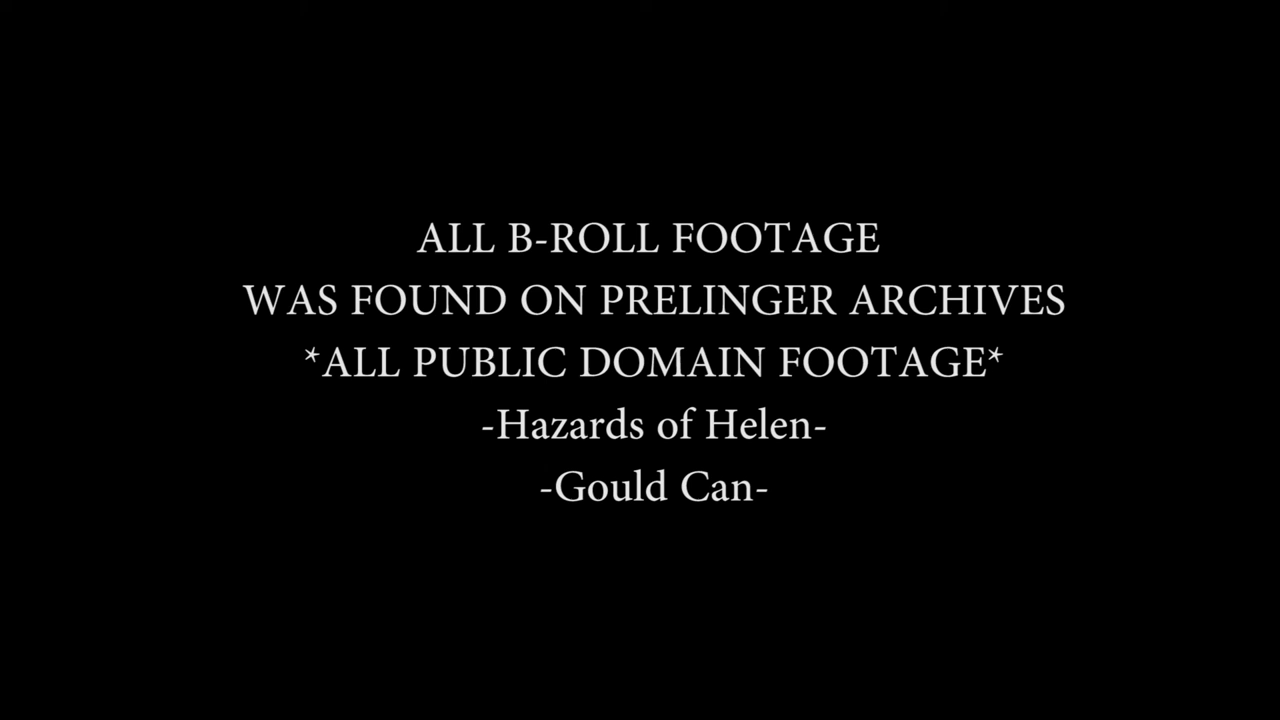 ALL B-ROLL FOOTAGE
WAS FOUND ON PRELINGER ARCHIVES
*ALL PUBLIC DOMAIN FOOTAGE*
-Hazards of Helen-
-Gould Can-